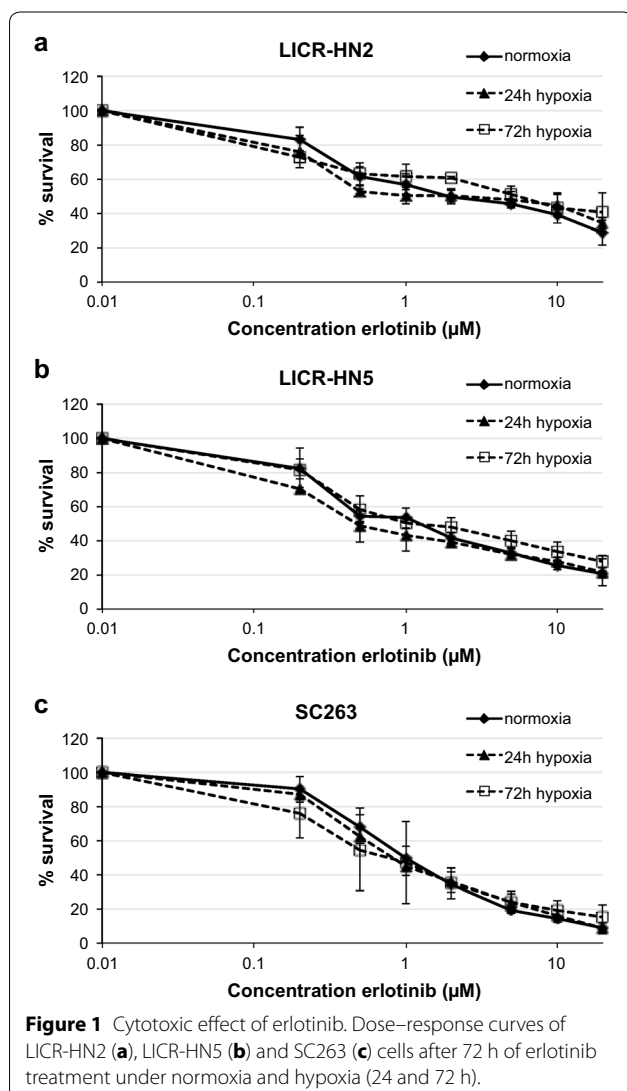 a
LICR-HN2
normoxia
24h hypoxia
72h hypoxia
120
100
80
60
40
20
0
% survival
0.01 0.1 1 10
Concentration erlotinib (µM)
b
LICR-HN5
normoxia
24h hypoxia
72h hypoxia
120
100
80
60
40
20
0
% survival
0.01 0.1 1 10
Concentration erlotinib (µM)
c
SC263
normoxia
24h hypoxia
72h hypoxia
120
100
80
60
40
20
0
% survival
0.01 0.1 1 10
Concentration erlotinib (µM)
Figure 1 Cytotoxic effect of erlotinib. Dose–response curves of
LICR-HN2 (a), LICR-HN5 (b) and SC263 (c) cells after 72 h of erlotinib
treatment under normoxia and hypoxia (24 and 72 h).